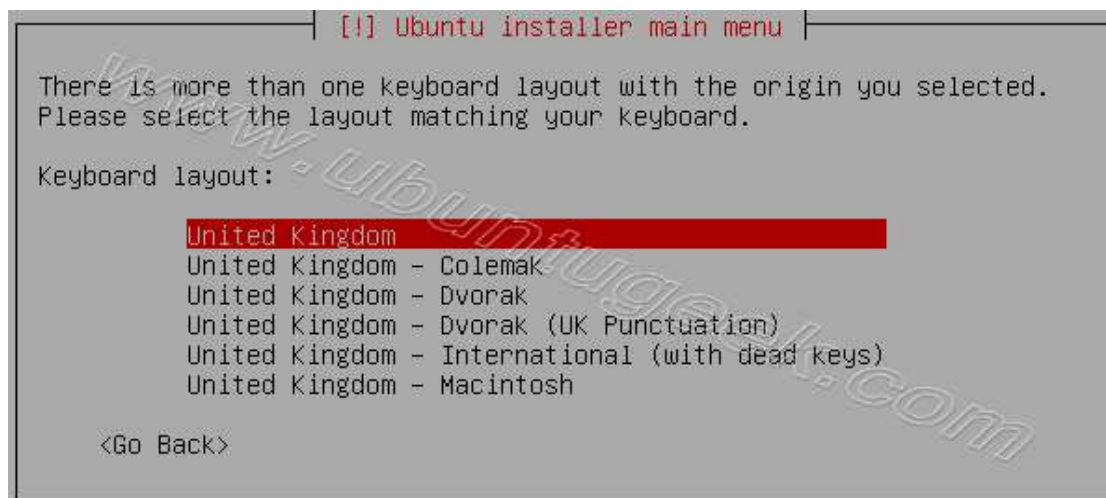 [!] Ubuntu installer main menu
There is more than one keyboard layout with the origin you selected.
Please select the layout matching your keyboard.
Keyboard layout:
United Kingdom
United Kingdom - Colemak
United Kingdom - Dvorak
United Kingdom - Dvorak (UK Punctuation)
United Kingdom - International (with dead keys)
United Kingdom - Macintosh
<Go Back>
www.ubuntugeek.com